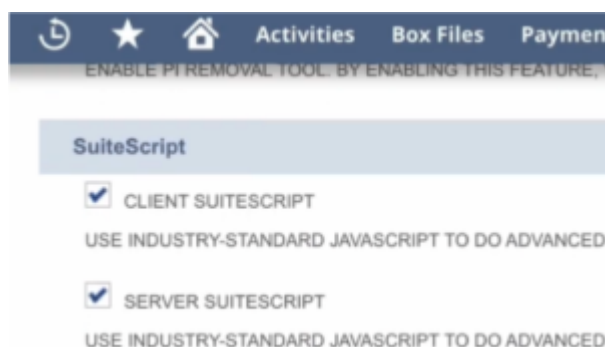 Activities Box Files Paymen
ENABLE PI REMOVAL TOOL. BY ENABLING THIS FEATURE,
SuiteScript
CLIENT SUITESCRIPT
USE INDUSTRY-STANDARD JAVASCRIPT TO DO ADVANCED
SERVER SUITESCRIPT
USE INDUSTRY-STANDARD JAVASCRIPT TO DO ADVANCED